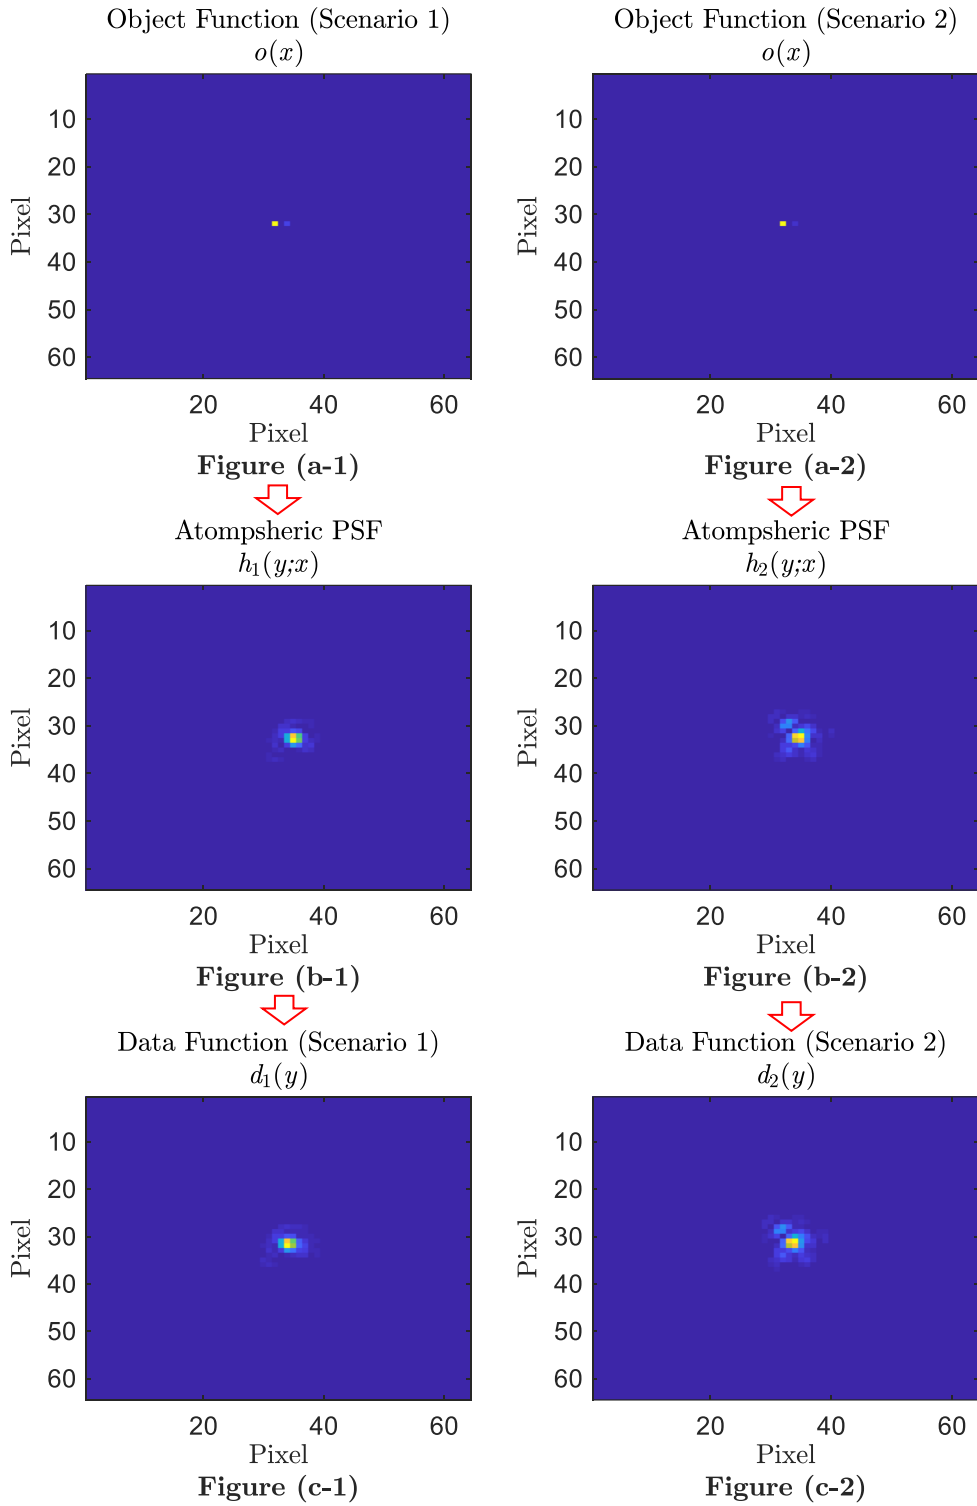 Object Function (Scenario 1)
o(x)
10
20
30
40
50
60
Pixel
20 40 60
Pixel
Figure (a-1)
Object Function (Scenario 2)
o(x)
10
20
30
40
50
60
Pixel
20 40 60
Pixel
Figure (a-2)
Atompsheric PSF
h1(y;x)
10
20
30
40
50
60
Pixel
20 40 60
Pixel
Figure (b-1)
Atompsheric PSF
h2(y;x)
10
20
30
40
50
60
Pixel
20 40 60
Pixel
Figure (b-2)
Data Function (Scenario 1)
d1(y)
10
20
30
40
50
60
Pixel
20 40 60
Pixel
Figure (c-1)
Data Function (Scenario 2)
d2(y)
10
20
30
40
50
60
Pixel
20 40 60
Pixel
Figure (c-2)